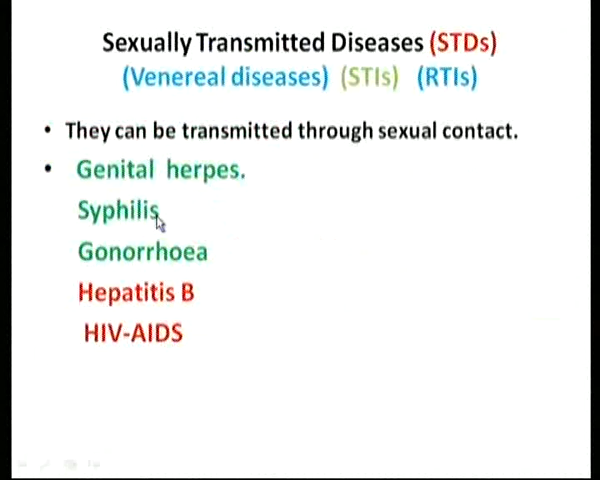 Sexually Transmitted Diseases (STDs)
(Venereal diseases) (STIs) (RTIs)
• They can be transmitted through sexual contact.
• Genital herpes.
Syphilis
Gonorrhoea
Hepatitis B
HIV-AIDS